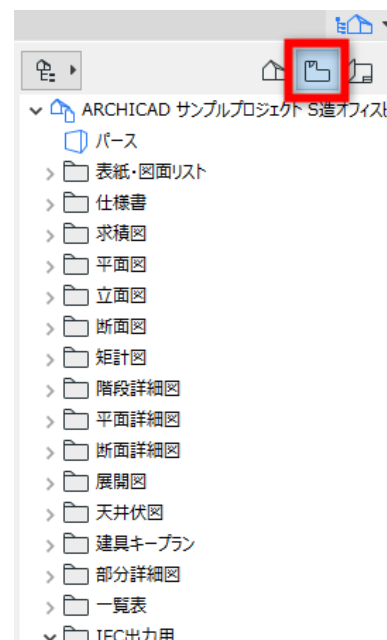 ARCHICAD サンプルプロジェクト S造オフィスビ
パース
表紙・図面リスト
仕様書
求積図
平面図
立面図
断面図
矩計図
階段詳細図
平面詳細図
断面詳細図
展開図
天井伏図
建具キープラン
部分詳細図
一覧表
IFC出力用